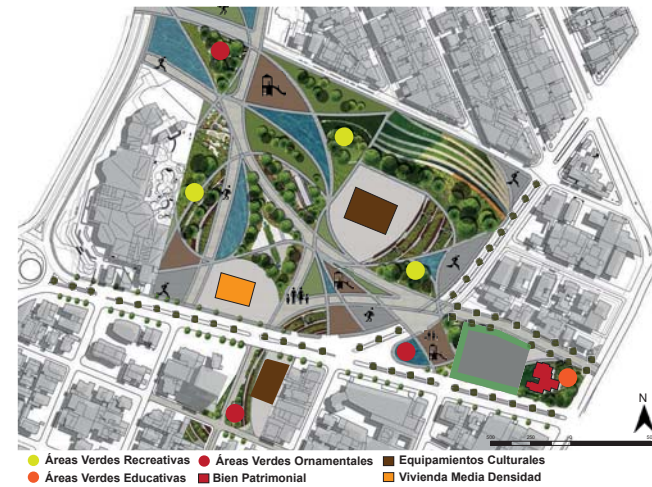 N
Áreas Verdes Recreativas Áreas Verdes Ornamentales Equipamientos Culturales
Áreas Verdes Educativas Bien Patrimonial Vivienda Media Densidad